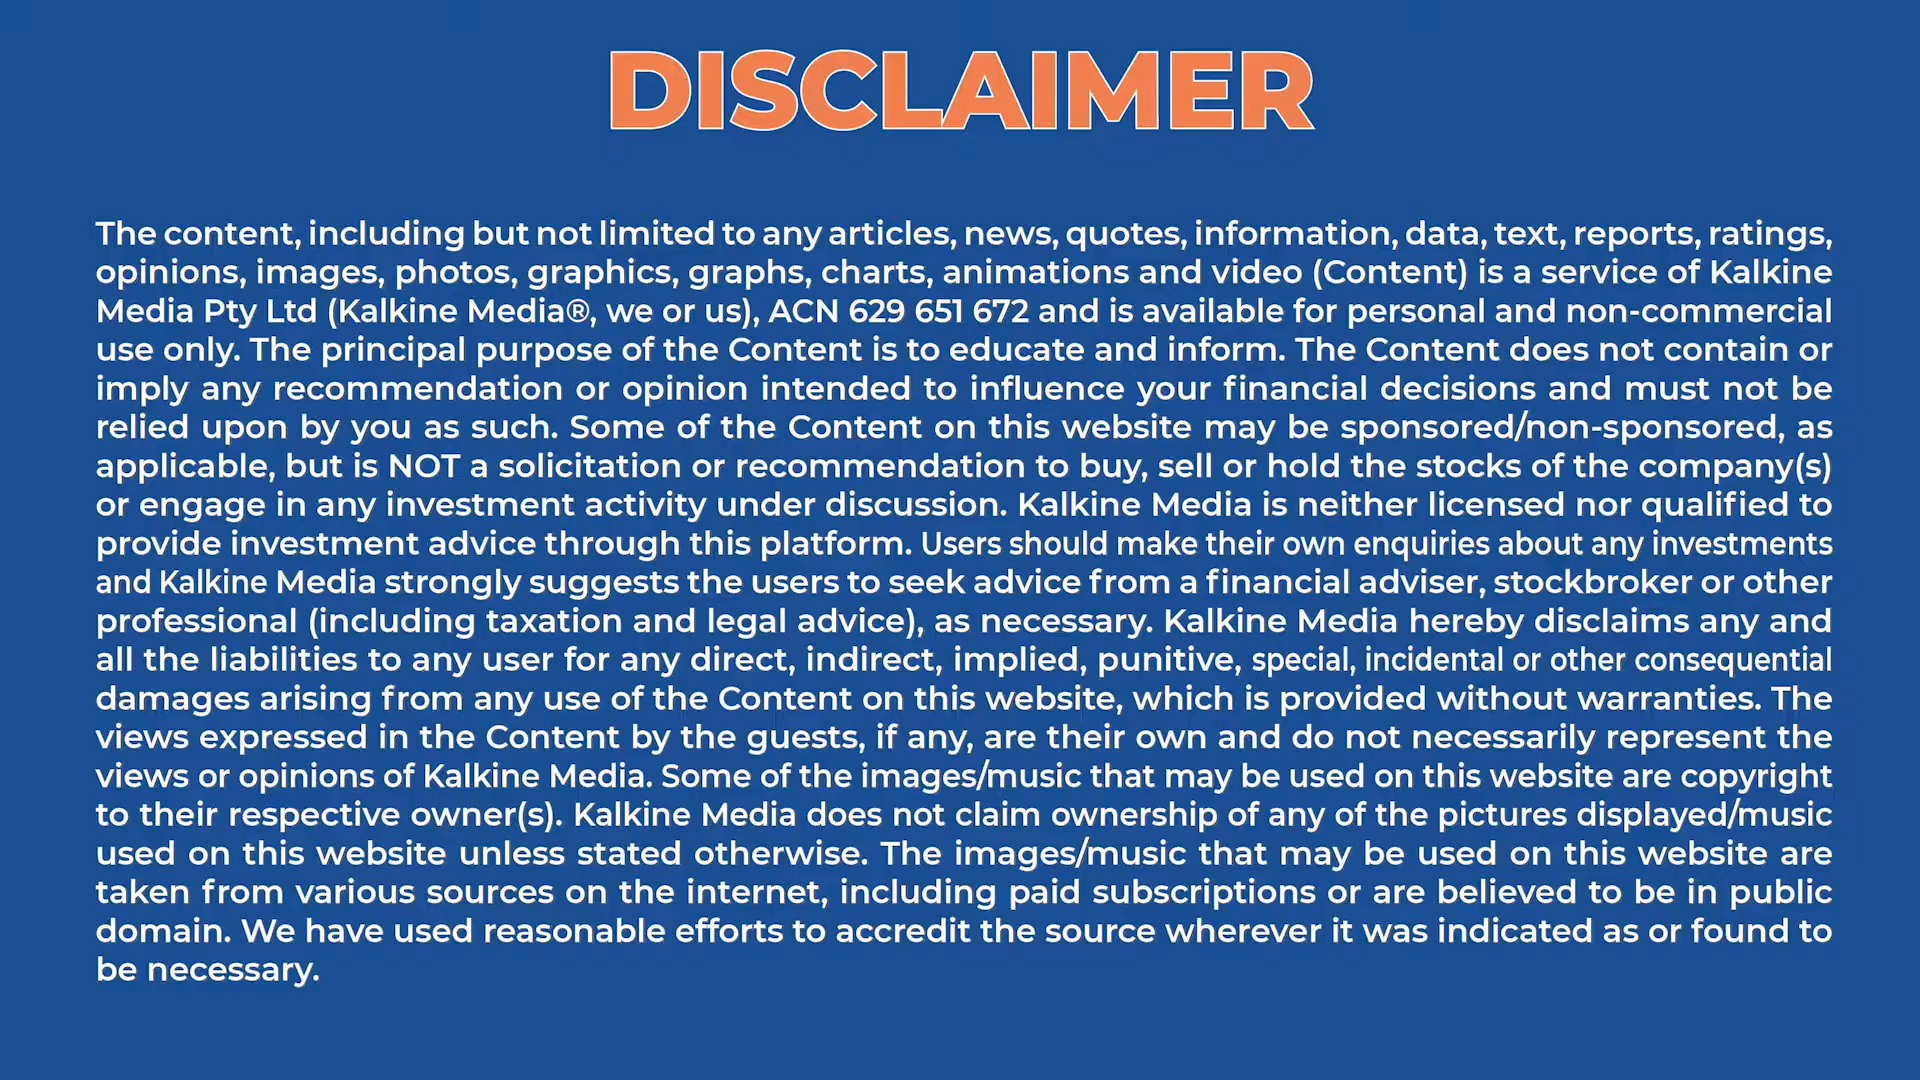 DISCLAIMER
The content, including but not limited to any articles, news, quotes, information, data, text, reports, ratings,
opinions, images, photos, graphics, graphs, charts, animations and video (Content) is a service of Kalkine
Media Pty Ltd (Kalkine Media®, we or us), ACN 629 651 672 and is available for personal and non-commercial
use only. The principal purpose of the Content is to educate and inform. The Content does not contain or
imply any recommendation or opinion intended to influence your financial decisions and must not be
relied upon by you as such. Some of the Content on this website may be sponsored/non-sponsored, as
applicable, but is NOT a solicitation or recommendation to buy, sell or hold the stocks of the company(s)
or engage in any investment activity under discussion. Kalkine Media is neither licensed nor qualified to
provide investment advice through this platform. Users should make their own enquiries about any investments
and Kalkine Media strongly suggests the users to seek advice from a financial adviser, stockbroker or other
professional (including taxation and legal advice), as necessary. Kalkine Media hereby disclaims any and
all the liabilities to any user for any direct, indirect, implied, punitive, special, incidental or other consequential
damages arising from any use of the Content on this website, which is provided without warranties. The
views expressed in the Content by the guests, if any, are their own and do not necessarily represent the
views or opinions of Kalkine Media. Some of the images/music that may be used on this website are copyright
to their respective owner(s). Kalkine Media does not claim ownership of any of the pictures displayed/music
used on this website unless stated otherwise. The images/music that may be used on this website are
taken from various sources on the internet, including paid subscriptions or are believed to be in public
domain. We have used reasonable efforts to accredit the source wherever it was indicated as or found to
be necessary.